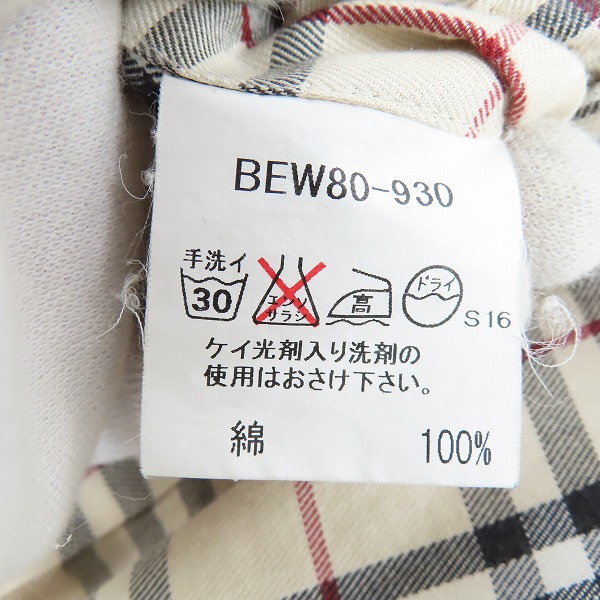 BEW80-930
手洗イ
30
エンソ
サラシ
高
ドライ
S16
ケイ光剤入り洗剤の
使用はおさけ下さい。
綿 100%